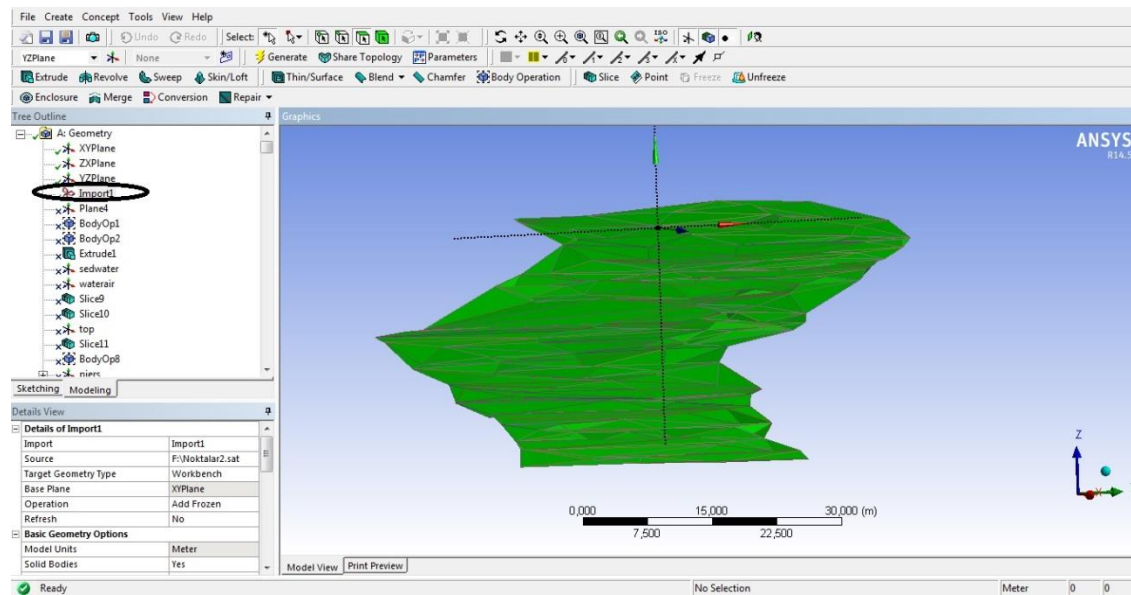 File Create Concept Tools View Help
Undo Redo Select:
YZPlane None Generate Share Topology Parameters
Extrude Revolve Sweep Skin/Loft Thin/Surface Blend Chamfer Body Operation Slice Point Freeze Unfreeze
Enclosure Merge Conversion Repair
Tree Outline
A: Geometry
XYPlane
ZXPlane
YZPlane
Import1
Plane4
BodyOp1
BodyOp2
Extrude1
sedwater
waterair
Slice9
Slice10
top
Slice11
BodyOp8
piers
Sketching Modeling
Details View
Details of Import1
Import Import1
Source F:\Noktalar2.sat
Target Geometry Type Workbench
Base Plane XYPlane
Operation Add Frozen
Refresh No
Basic Geometry Options
Model Units Meter
Solid Bodies Yes
Graphics
ANSYS
R14.5
Z
X
0,000 15,000 30,000 (m)
7,500 22,500
Model View Print Preview
Ready No Selection Meter 0 0